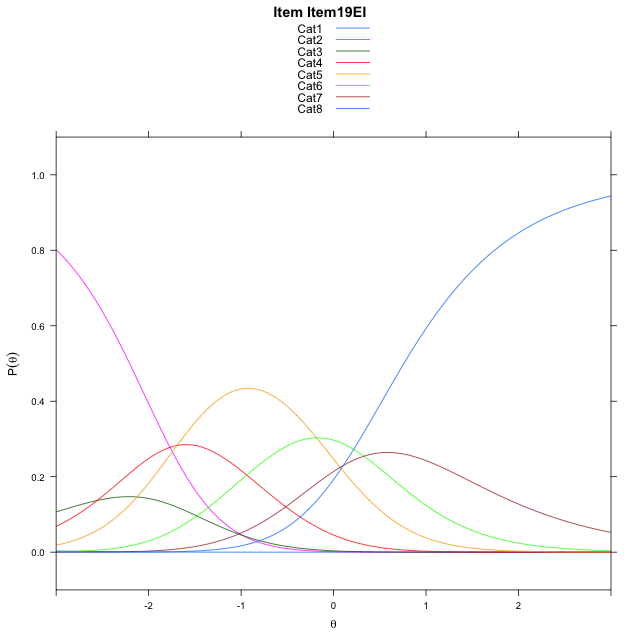 Item Item19EI
Cat1
Cat2
Cat3
Cat4
Cat5
Cat6
Cat7
Cat8
1.0
0.8
0.6
0.4
0.2
0.0
P(θ)
-2 -1 0 1 2
θ